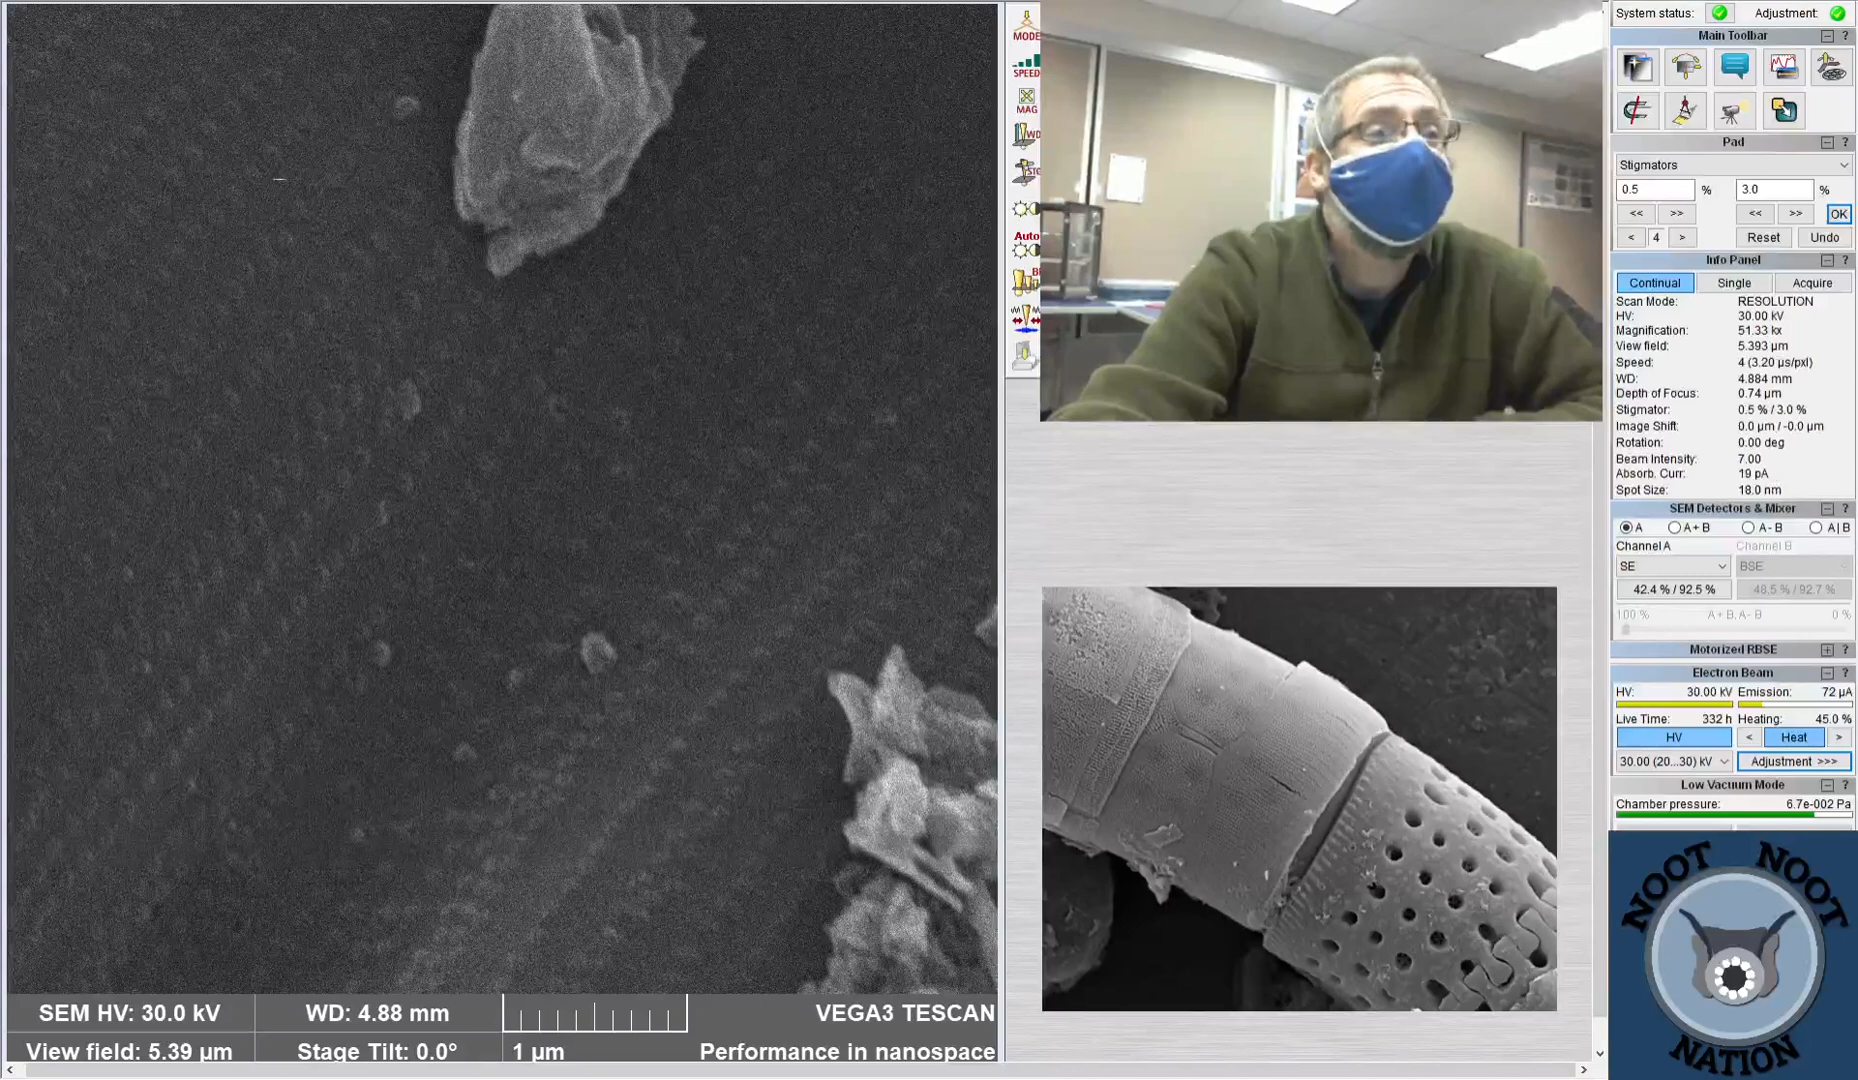 System status: Adjustment:
Main Toolbar
Pad
Stigmators
0.5 % 3.0 %
<< >> << >> OK
< 4 > Reset Undo
Info Panel
Continual Single Acquire
Scan Mode: RESOLUTION
HV: 30.00 kV
Magnification: 51.33 kx
View field: 5.393 µm
Speed: 4 (3.20 µs/pxl)
WD: 4.884 mm
Depth of Focus: 0.74 µm
Stigmator: 0.5 % / 3.0 %
Image Shift: 0.0 µm / -0.0 µm
Rotation: 0.00 deg
Beam Intensity: 7.00
Absorb. Curr: 19 pA
Spot Size: 18.0 nm
SEM Detectors & Mixer
A A + B A - B A | B
Channel A Channel B
SE BSE
42.4 % / 92.5 % 48.5 % / 92.7 %
100 % A + B, A - B 0 %
Motorized RBSE
Electron Beam
HV: 30.00 kV Emission: 72 µA
Live Time: 332 h Heating: 45.0 %
HV < Heat >
30.00 (20...30) kV Adjustment >>>
Low Vacuum Mode
Chamber pressure: 6.7e-002 Pa
NOOT NOOT
NATION
MODE
SPEED
MAG
WD
Auto
SEM HV: 30.0 kV WD: 4.88 mm VEGA3 TESCAN
View field: 5.39 µm Stage Tilt: 0.0° 1 µm Performance in nanospace